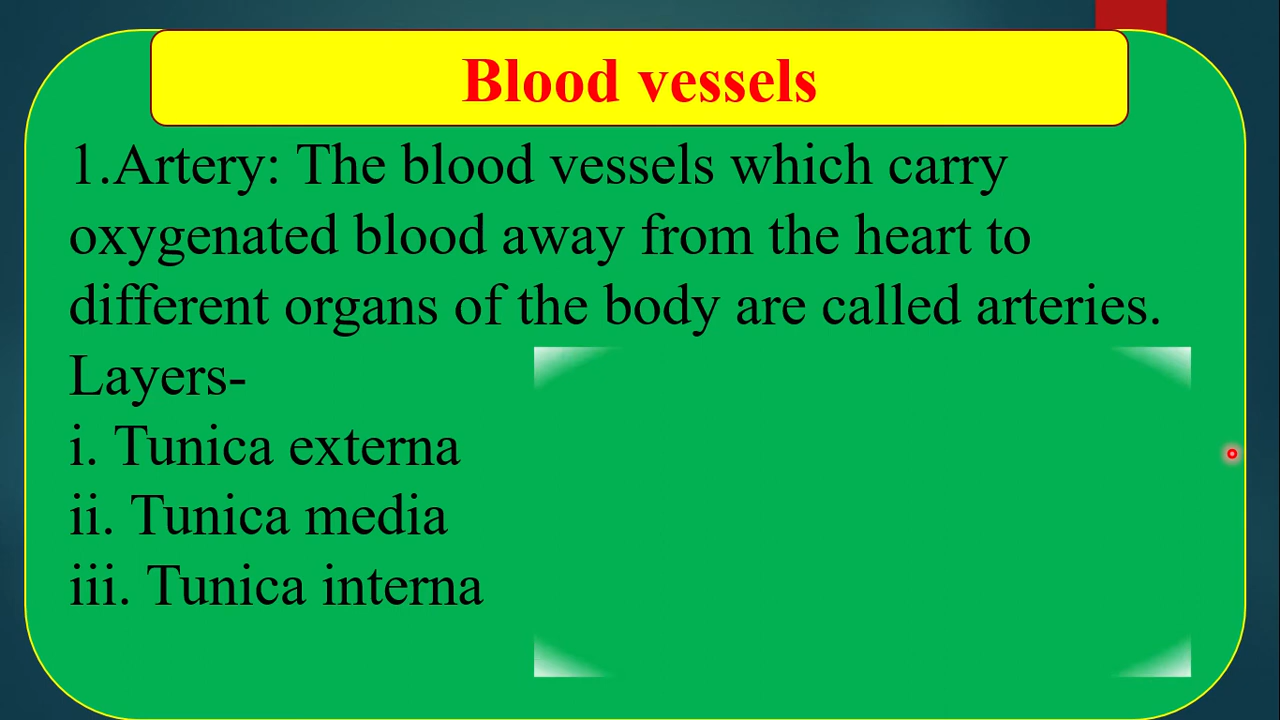 Blood vessels
1.Artery: The blood vessels which carry
oxygenated blood away from the heart to
different organs of the body are called arteries.
Layers-
i. Tunica externa
ii. Tunica media
iii. Tunica interna